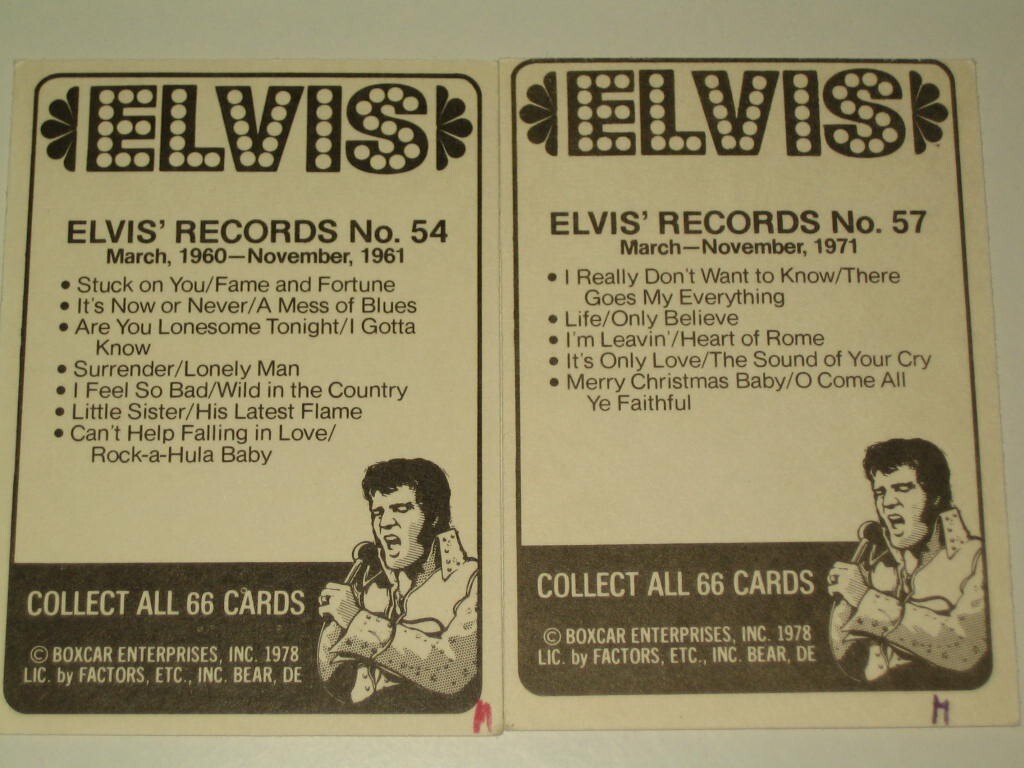 ELVIS
ELVIS' RECORDS No. 54
March, 1960—November, 1961
• Stuck on You/Fame and Fortune
• It's Now or Never/A Mess of Blues
• Are You Lonesome Tonight/I Gotta
Know
• Surrender/Lonely Man
• I Feel So Bad/Wild in the Country
• Little Sister/His Latest Flame
• Can't Help Falling in Love/
Rock-a-Hula Baby
COLLECT ALL 66 CARDS
© BOXCAR ENTERPRISES, INC. 1978
LIC. by FACTORS, ETC., INC. BEAR, DE
M
ELVIS
ELVIS' RECORDS No. 57
March—November, 1971
• I Really Don't Want to Know/There
Goes My Everything
• Life/Only Believe
• I'm Leavin'/Heart of Rome
• It's Only Love/The Sound of Your Cry
• Merry Christmas Baby/O Come All
Ye Faithful
COLLECT ALL 66 CARDS
© BOXCAR ENTERPRISES, INC. 1978
LIC. by FACTORS, ETC., INC. BEAR, DE
M